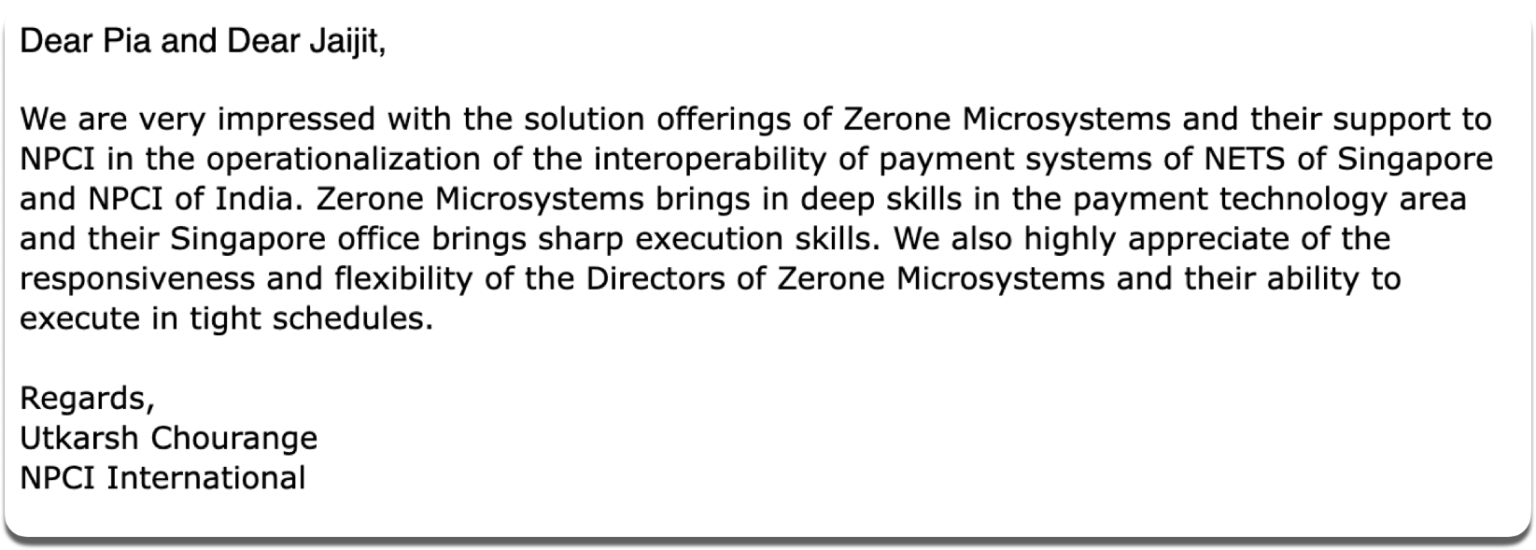 Dear Pia and Dear Jaijit,
We are very impressed with the solution offerings of Zerone Microsystems and their support to
NPCI in the operationalization of the interoperability of payment systems of NETS of Singapore
and NPCI of India. Zerone Microsystems brings in deep skills in the payment technology area
and their Singapore office brings sharp execution skills. We also highly appreciate of the
responsiveness and flexibility of the Directors of Zerone Microsystems and their ability to
execute in tight schedules.
Regards,
Utkarsh Chourange
NPCI International